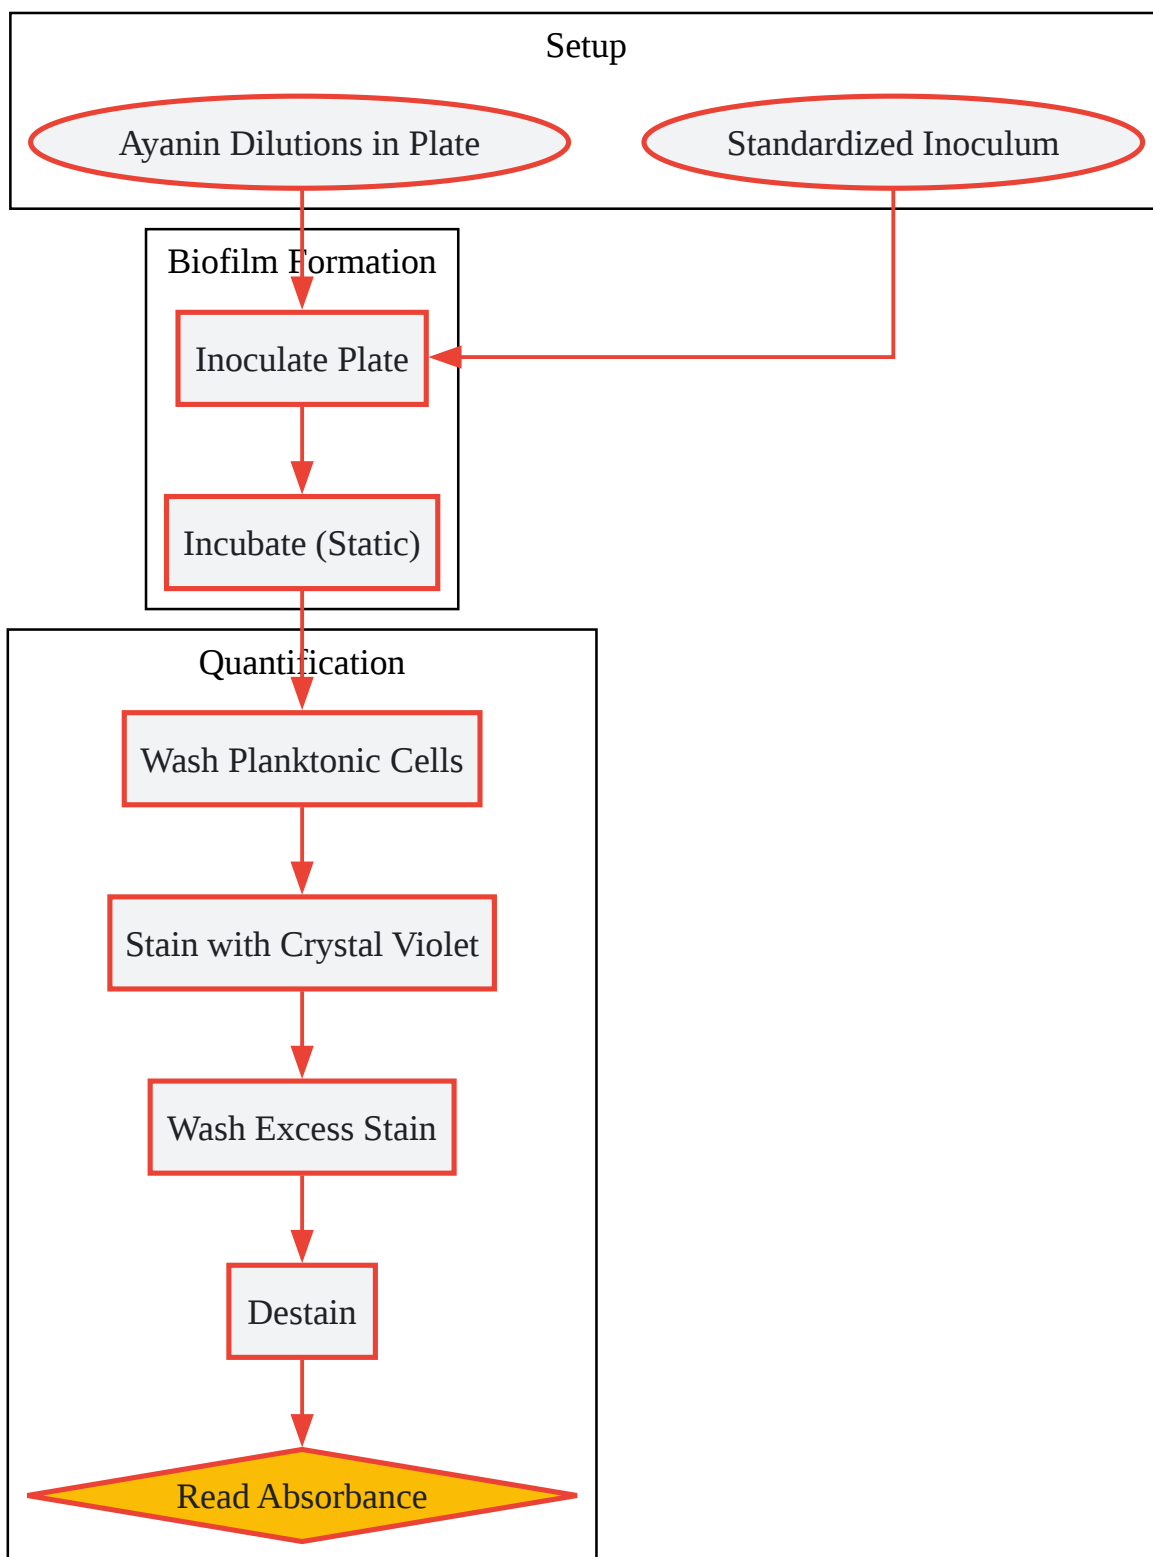 Setup
Ayanin Dilutions in Plate
Standardized Inoculum
Biofilm Formation
Inoculate Plate
Incubate (Static)
Quantification
Wash Planktonic Cells
Stain with Crystal Violet
Wash Excess Stain
Destain
Read Absorbance